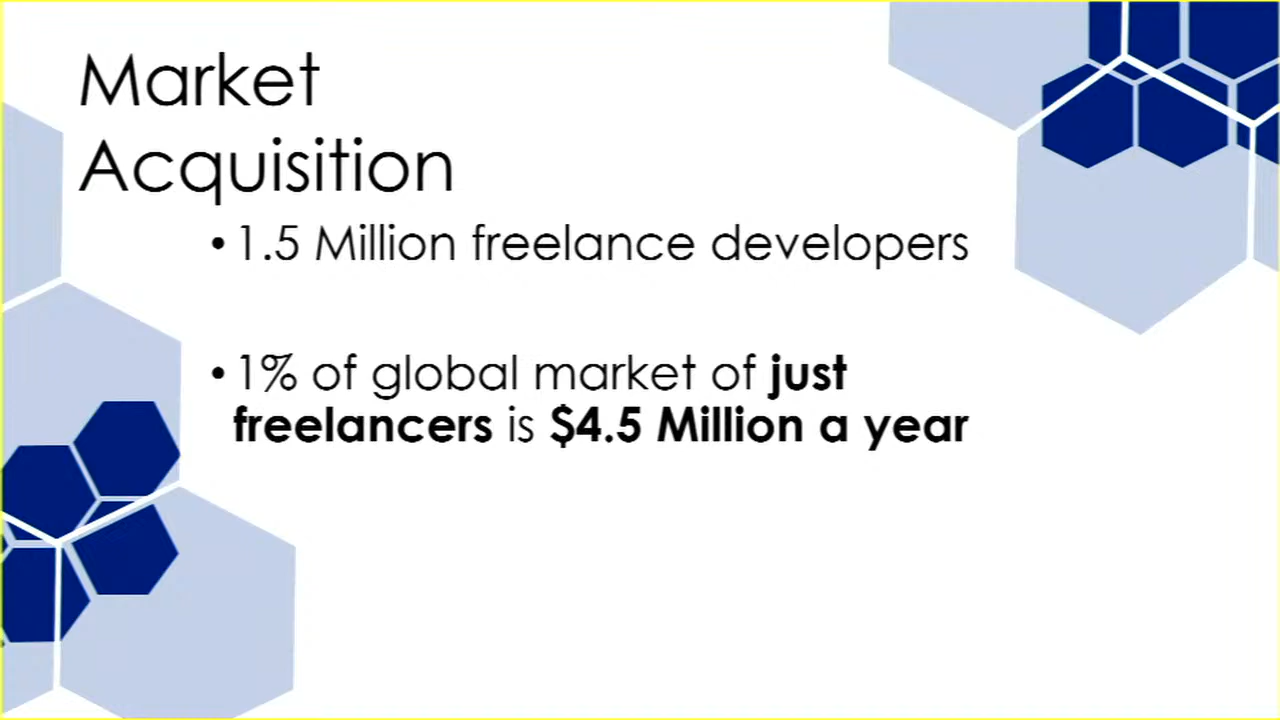 Market
Acquisition
• 1.5 Million freelance developers
• 1% of global market of just
freelancers is $4.5 Million a year